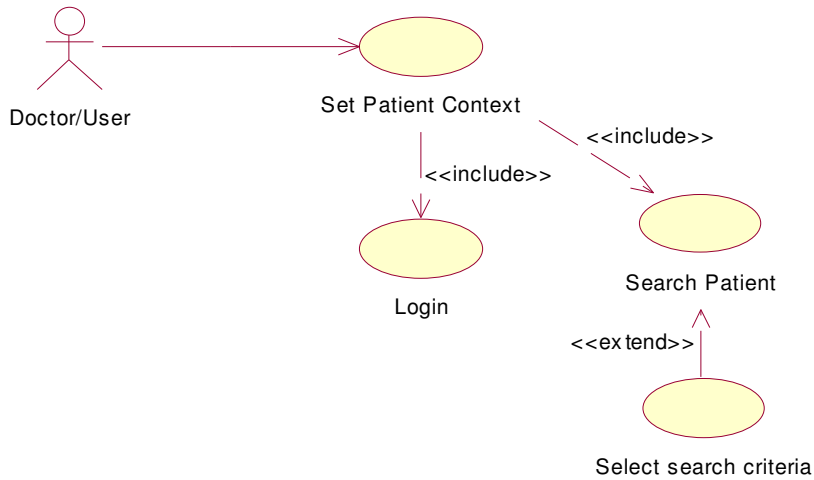 Doctor/User
Set Patient Context
<<include>>
<<include>>
Login
Search Patient
<<extend>>
Select search criteria